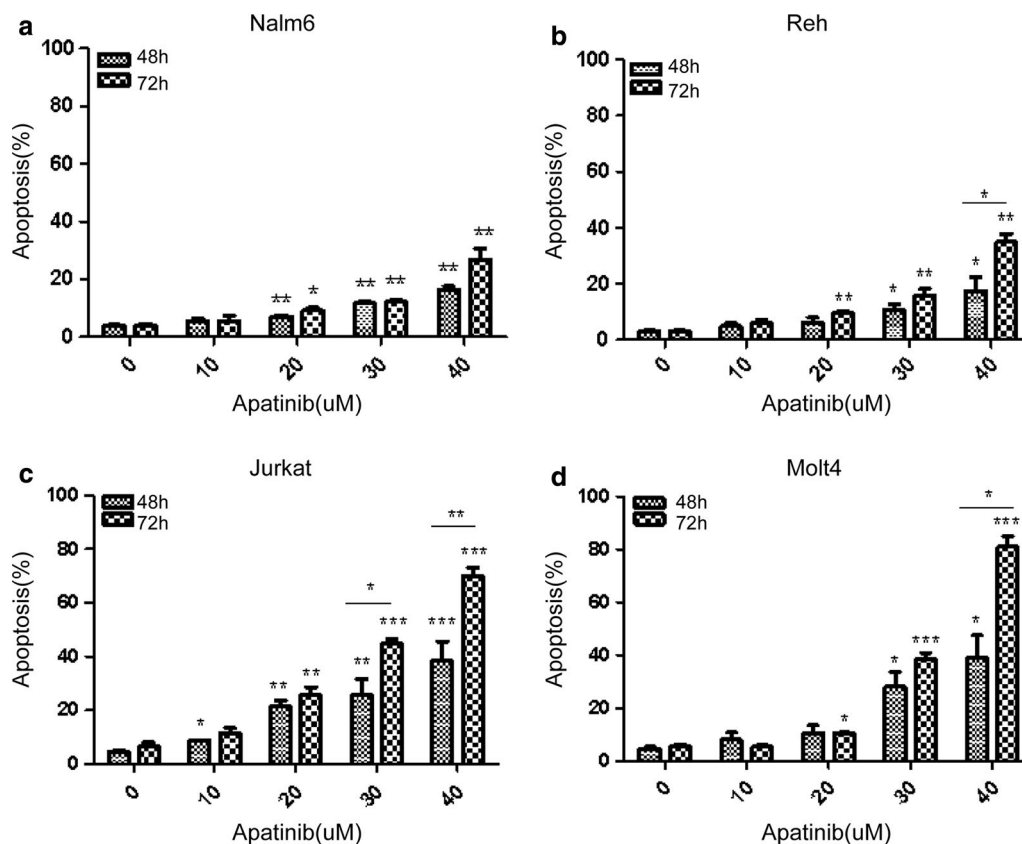 a
Nalm6
48h
72h
100
80
60
40
20
0
Apoptosis(%)
**
*
**
**
**
**
0
10
20
30
40
Apatinib(uM)
b
Reh
48h
72h
100
80
60
40
20
0
Apoptosis(%)
**
*
**
*
*
**
0
10
20
30
40
Apatinib(uM)
c
Jurkat
48h
72h
100
80
60
40
20
0
Apoptosis(%)
*
**
**
**
*
***
***
**
***
0
10
20
30
40
Apatinib(uM)
d
Molt4
48h
72h
100
80
60
40
20
0
Apoptosis(%)
*
*
***
*
*
***
0
10
20
30
40
Apatinib(uM)